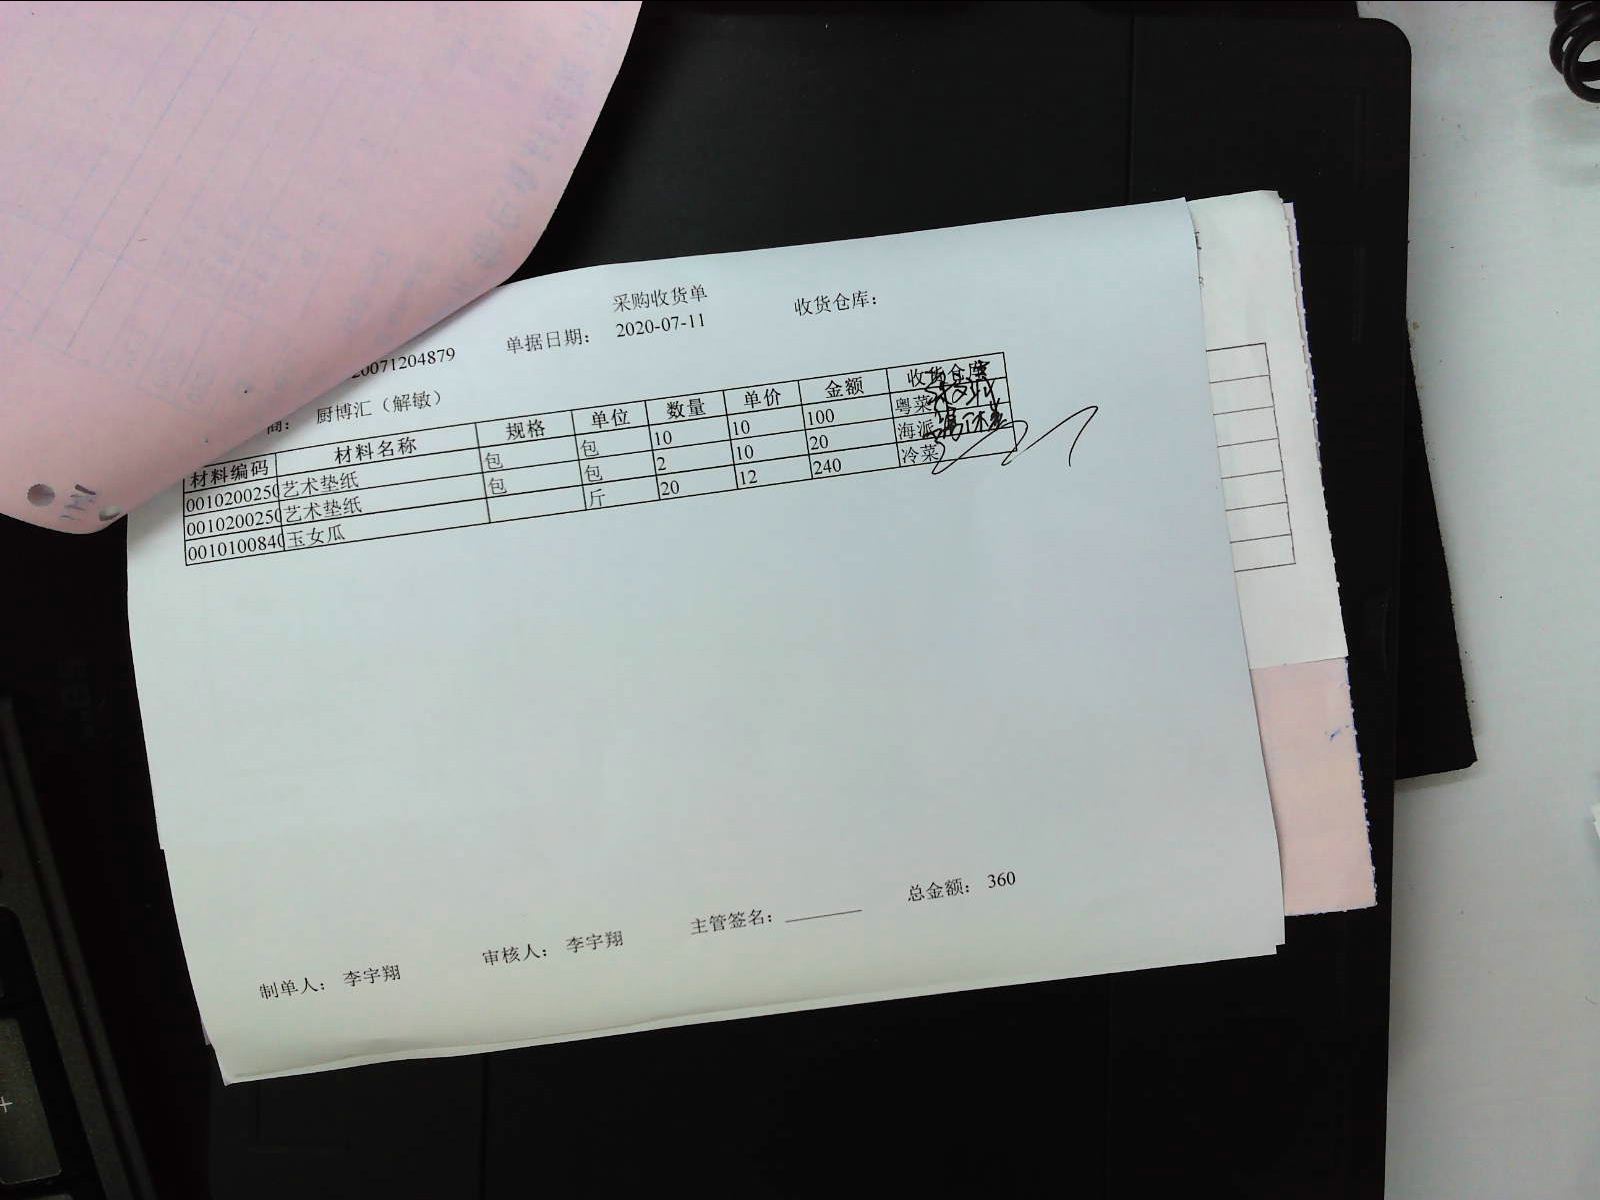 采购收货单
20071204879 单据日期： 2020-07-11 收货仓库：
商： 厨博汇（解敏）
材料编码 材料名称 规格 单位 数量 单价 金额 收货仓库
0010200250 艺术垫纸 包 包 10 10 100 粤菜
0010200250 艺术垫纸 包 包 2 10 20 海派
0010100840 玉女瓜 斤 20 12 240 冷菜
制单人： 李宇翔 审核人： 李宇翔 主管签名： 总金额： 360